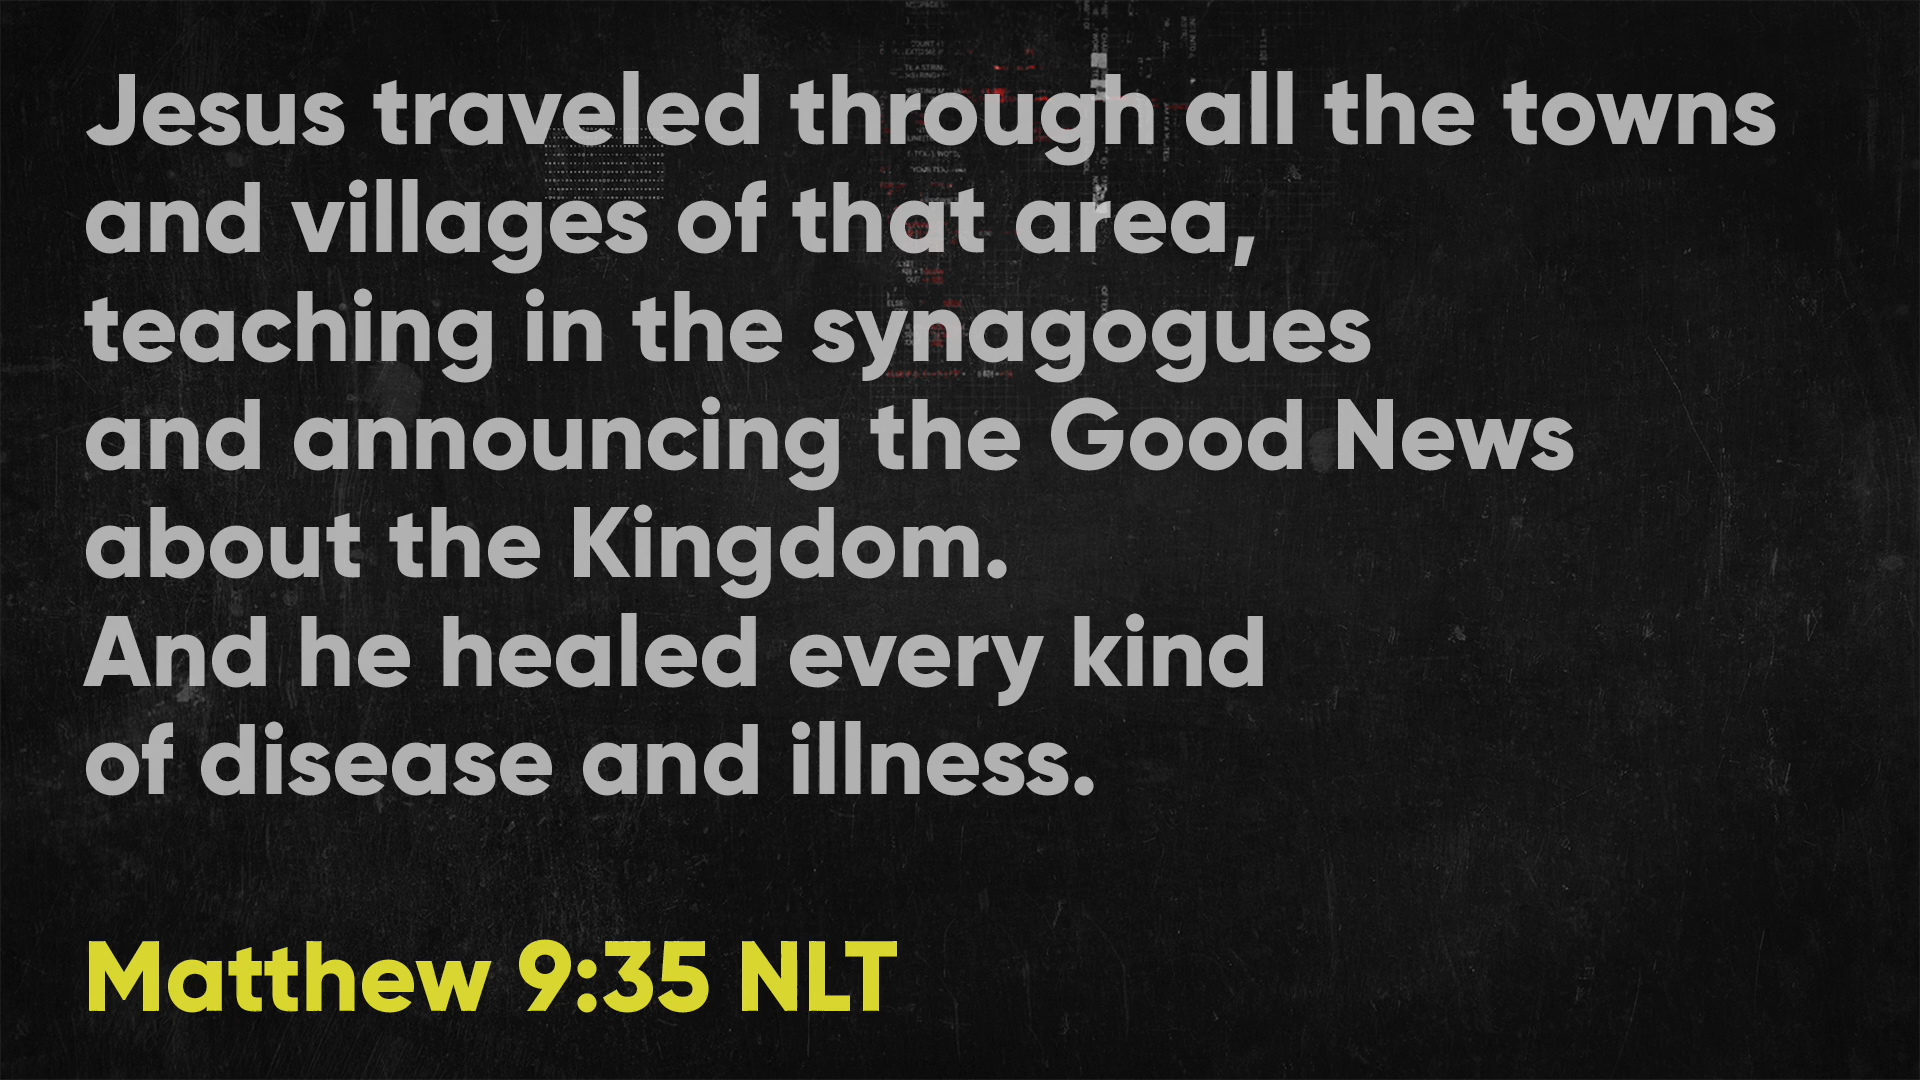 Jesus traveled through all the towns
and villages of that area,
teaching in the synagogues
and announcing the Good News
about the Kingdom.
And he healed every kind
of disease and illness.
Matthew 9:35 NLT